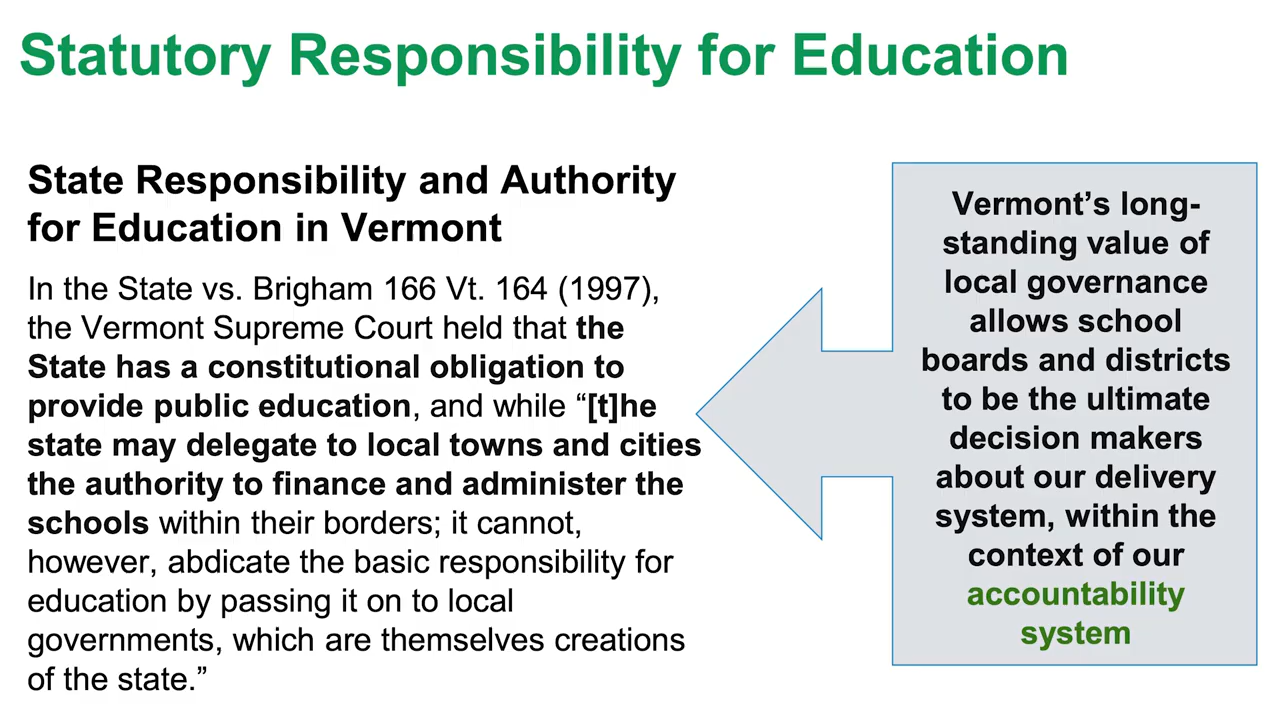 Statutory Responsibility for Education
State Responsibility and Authority
for Education in Vermont
In the State vs. Brigham 166 Vt. 164 (1997),
the Vermont Supreme Court held that the
State has a constitutional obligation to
provide public education, and while “[t]he
state may delegate to local towns and cities
the authority to finance and administer the
schools within their borders; it cannot,
however, abdicate the basic responsibility for
education by passing it on to local
governments, which are themselves creations
of the state.”
Vermont’s long-
standing value of
local governance
allows school
boards and districts
to be the ultimate
decision makers
about our delivery
system, within the
context of our
accountability
system